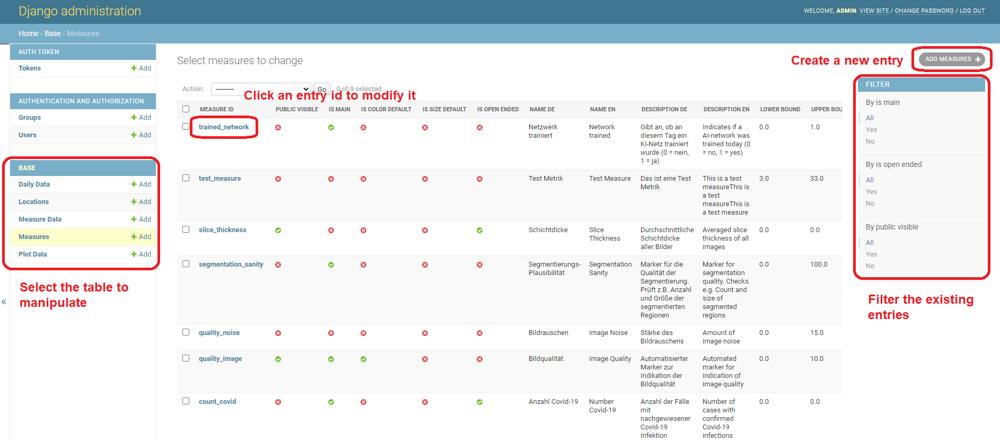 Django administration
WELCOME, ADMIN. VIEW SITE / CHANGE PASSWORD / LOG OUT
Home › Base › Measures
AUTH TOKEN
Tokens + Add
AUTHENTICATION AND AUTHORIZATION
Groups + Add
Users + Add
BASE
Daily Data + Add
Locations + Add
Measure Data + Add
Measures + Add
Plot Data + Add
Select the table to
manipulate
«
Select measures to change
Create a new entry
ADD MEASURES +
Action: --------- Go 0 of 9 selected
Click an entry id to modify it
MEASURE ID PUBLIC VISIBLE IS MAIN IS COLOR DEFAULT IS SIZE DEFAULT IS OPEN ENDED NAME DE NAME EN DESCRIPTION DE DESCRIPTION EN LOWER BOUND UPPER BOU
trained_network Netzwerk Network Gibt an, ob an Indicates if a 0.0 1.0
trainiert trained diesem Tag ein AI-network was
KI-Netz trainiert trained today (0
wurde (0 = nein, = no, 1 = yes)
1 = ja)
test_measure Test Metrik Test Measure Das ist eine Test This is a test 3.0 33.0
Metrik measureThis is
a test
measureThis is
a test measure
slice_thickness Schichtdicke Slice Durchschnittliche Averaged slice 0.0 0.0
Thickness Schichtdicke thickness of all
aller Bilder images
segmentation_sanity Segmentierungs- Segmentation Marker für die Marker for 0.0 100.0
Plausibilität Sanity Qualität der segmentation
Segmentierung. quality. Checks
Prüft z.B. Anzahl e.g. Count and
und Größe der size of
segmentierten segmented
Regionen regions
quality_noise Bildrauschen Image Noise Stärke des Amount of 0.0 15.0
Bildrauschens image noise
quality_image Bildqualität Image Quality Automatisierter Automated 0.0 10.0
Marker zur marker for
Indikation der indication of
Bildqualität image quality
count_covid Anzahl Covid-19 Number Anzahl der Fälle Number of 0.0 0.0
Covid-19 mit cases with
nachgewiesener confirmed
Covid-19 Covid-19
Infektion infections
FILTER
By is main
All
Yes
No
By is open ended
All
Yes
No
By public visible
All
Yes
No
Filter the existing
entries